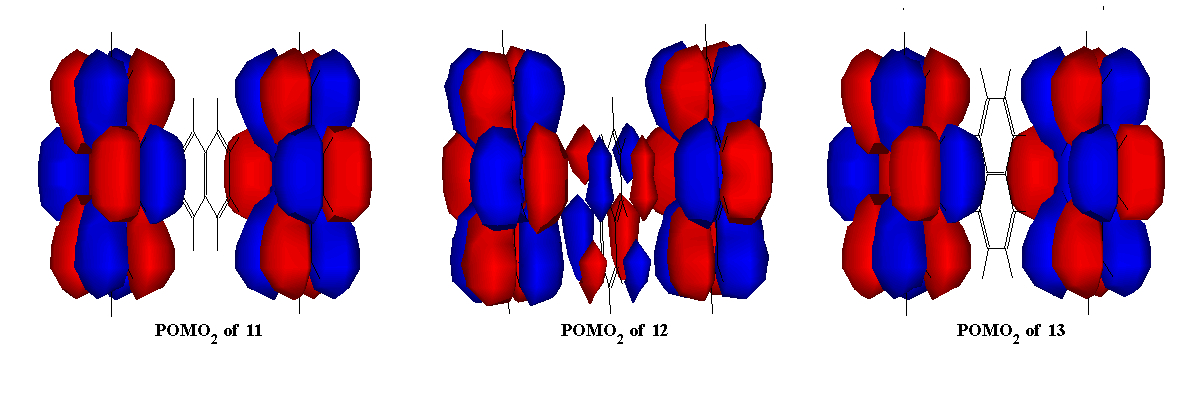 POMO₂ of 11
POMO₂ of 12
POMO₂ of 13